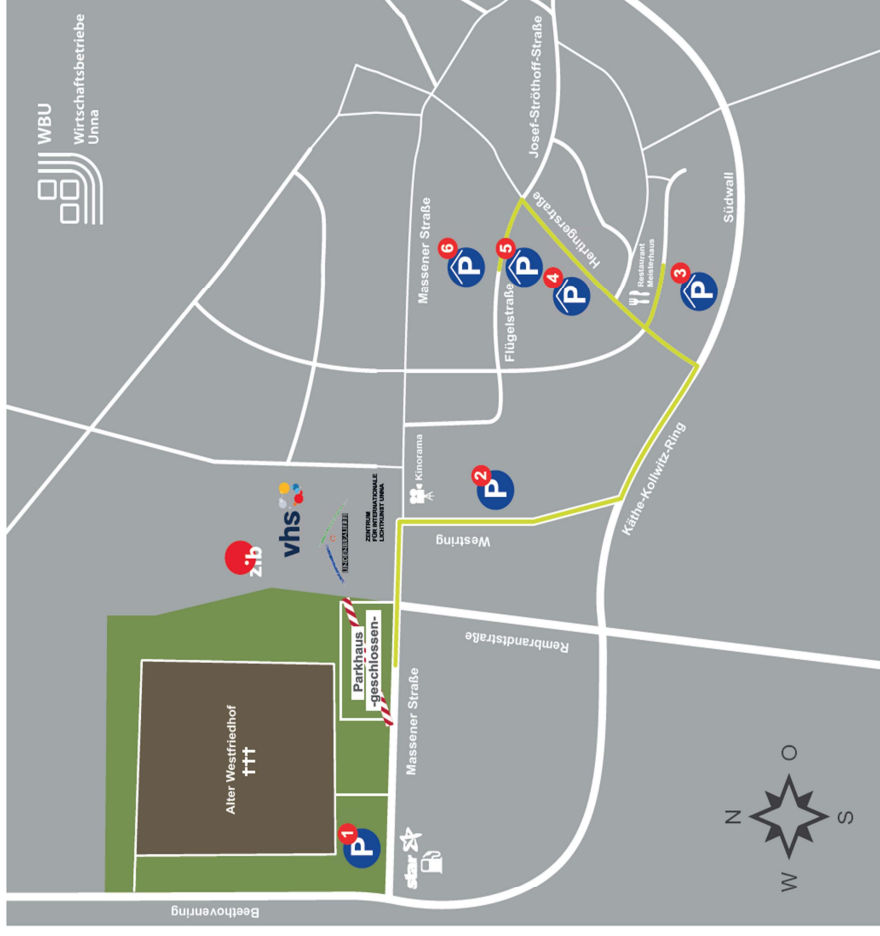 WBU
Wirtschaftsbetriebe
Unna
Beethovenring
Alter Westfriedhof
zib
vhs
LINDENBRAUEREI
ZENTRUM
FÜR INTERNATIONALE
LICHTKUNST UNNA
Parkhaus
-geschlossen-
P 1
star
Massener Straße
Kinorama
Massener Straße
Westring
P 2
Rembrandtstraße
P 6
P 5
P 4
Flügelstraße
Hertingerstraße
Josef-Ströthoff-Straße
Restaurant
Meisterhaus
P 3
Käthe-Kollwitz-Ring
Südwall
N
W
O
S